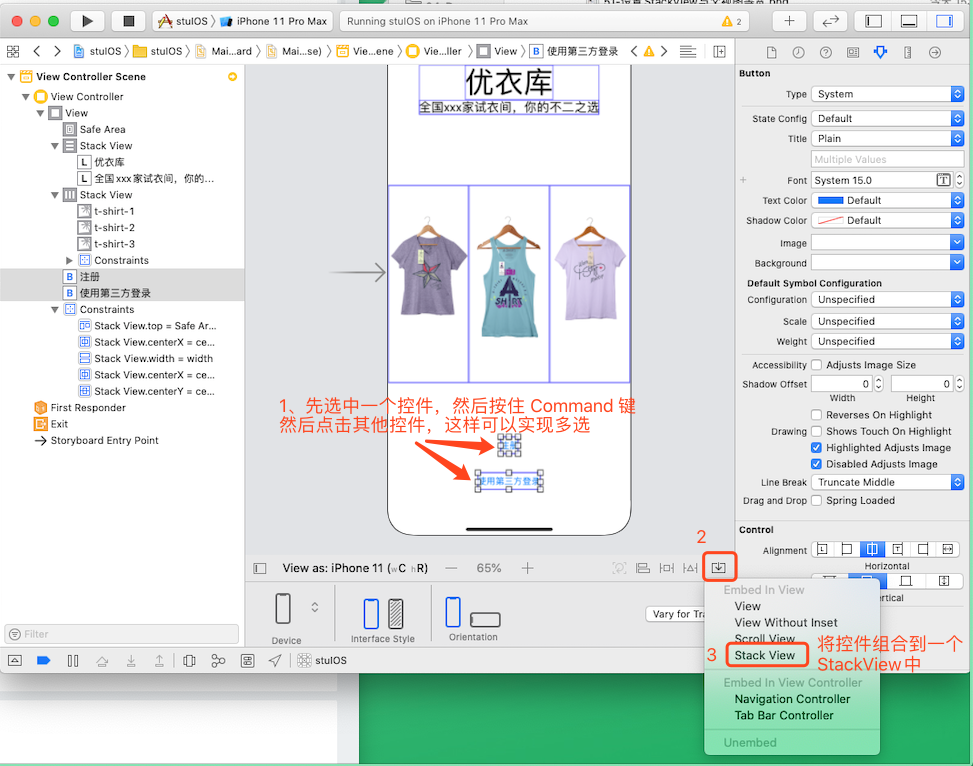 stuIOS
iPhone 11 Pro Max
Running stuIOS on iPhone 11 Pro Max
2
stuIOS
stuIOS
Mai...ard
Mai...se)
Vie...ene
Vie...ller
View
B
使用第三方登录
View Controller Scene
View Controller
View
Safe Area
Stack View
L 优衣库
L 全国xxx家试衣间，你的...
Stack View
t-shirt-1
t-shirt-2
t-shirt-3
Constraints
B 注册
B 使用第三方登录
Constraints
Stack View.top = Safe Ar...
Stack View.centerX = ce...
Stack View.width = width
Stack View.centerX = ce...
Stack View.centerY = ce...
First Responder
Exit
Storyboard Entry Point
Filter
优衣库
全国xxx家试衣间，你的不二之选
1、先选中一个控件，然后按住 Command 键
然后点击其他控件，这样可以实现多选
使用第三方登录
2
View as: iPhone 11 (wC hR)
65%
Device
Interface Style
Orientation
Vary for Tra
stuIOS
Button
Type System
State Config Default
Title Plain
Multiple Values
Font System 15.0
Text Color Default
Shadow Color Default
Image
Background
Default Symbol Configuration
Configuration Unspecified
Scale Unspecified
Weight Unspecified
Accessibility Adjusts Image Size
Shadow Offset 0 0
Width Height
Reverses On Highlight
Drawing Shows Touch On Highlight
Highlighted Adjusts Image
Disabled Adjusts Image
Line Break Truncate Middle
Drag and Drop Spring Loaded
Control
Alignment
Horizontal
Embed In View
View
View Without Inset
Scroll View
3 Stack View
将控件组合到一个
StackView中
Embed In View Controller
Navigation Controller
Tab Bar Controller
Unembed